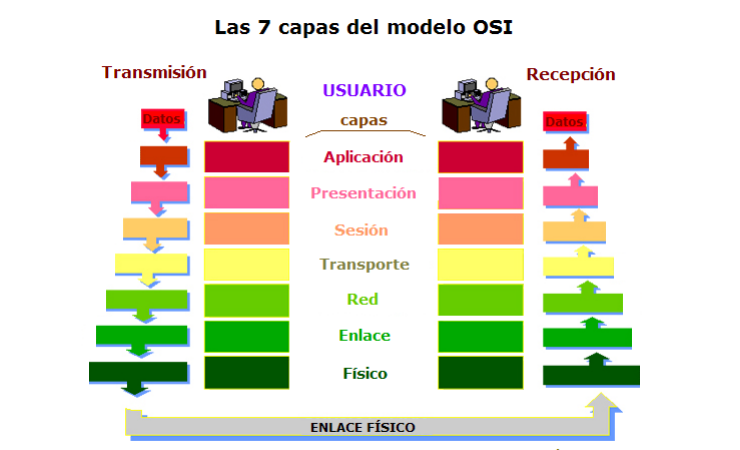 Las 7 capas del modelo OSI
Transmisión
Recepción
USUARIO
capas
Datos
Datos
Aplicación
Presentación
Sesión
Transporte
Red
Enlace
Físico
ENLACE FÍSICO